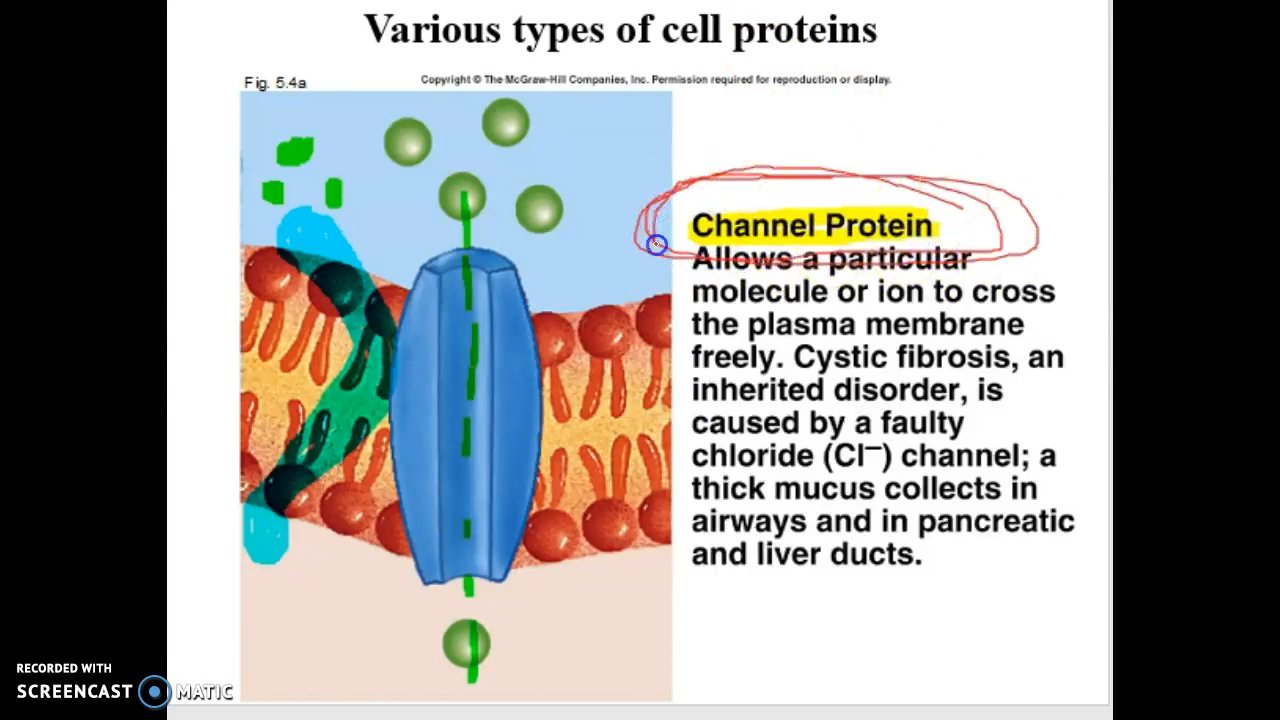 Various types of cell proteins
Fig. 5.4a
Copyright © The McGraw-Hill Companies, Inc. Permission required for reproduction or display.
Channel Protein
Allows a particular
molecule or ion to cross
the plasma membrane
freely. Cystic fibrosis, an
inherited disorder, is
caused by a faulty
chloride (Cl⁻) channel; a
thick mucus collects in
airways and in pancreatic
and liver ducts.
RECORDED WITH
SCREENCAST MATIC